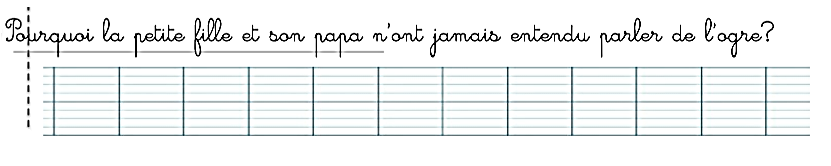 Pourquoi la petite fille et son papa n'ont jamais entendu parler de l'ogre?